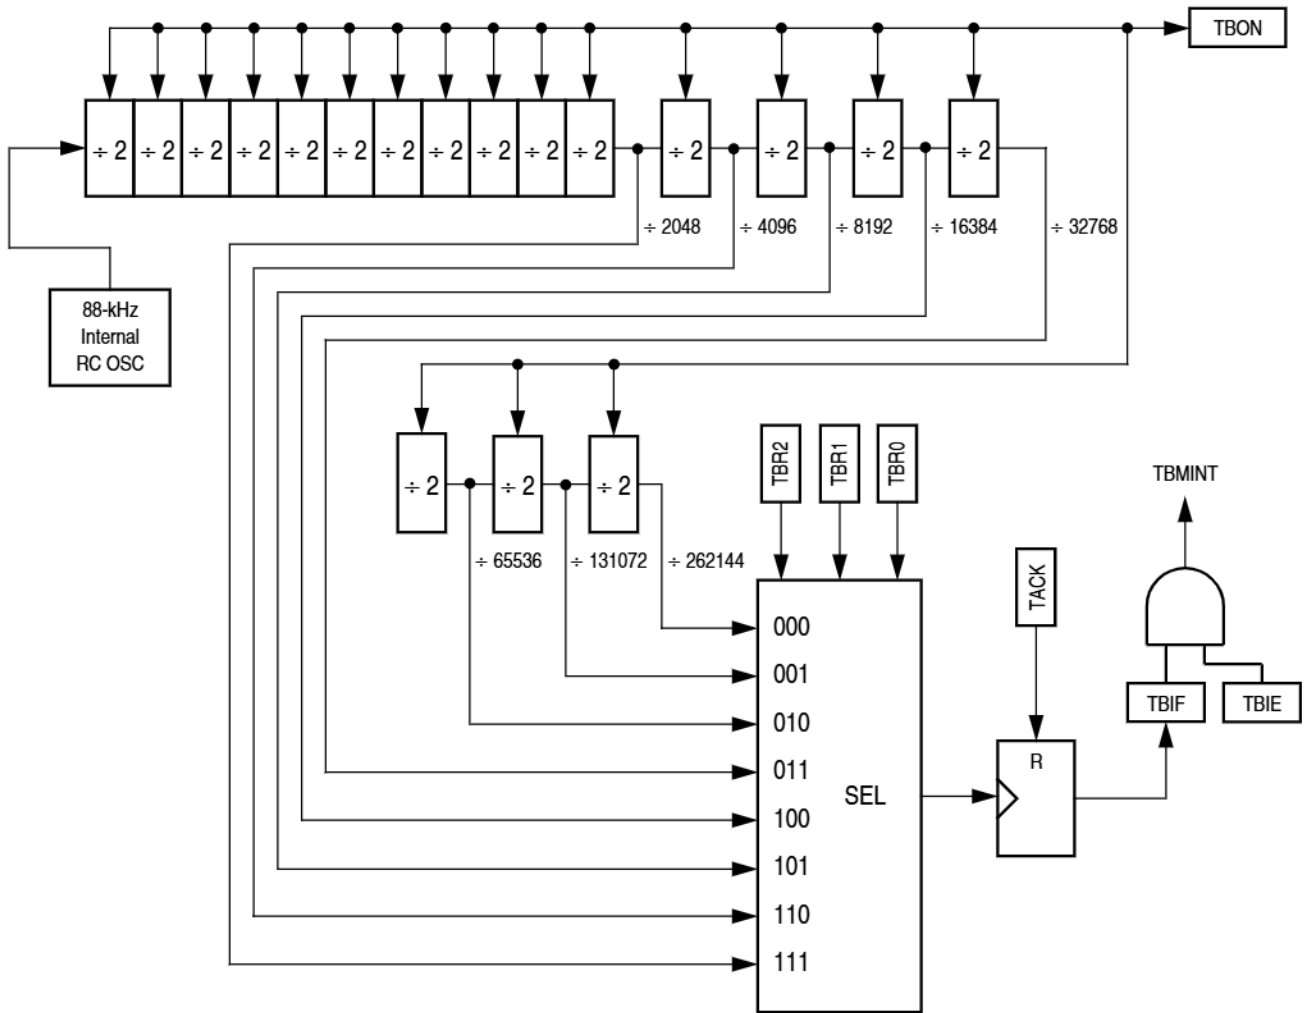 TBON
÷ 2 ÷ 2 ÷ 2 ÷ 2 ÷ 2 ÷ 2 ÷ 2 ÷ 2 ÷ 2 ÷ 2 ÷ 2 ÷ 2 ÷ 2 ÷ 2 ÷ 2
÷ 2048 ÷ 4096 ÷ 8192 ÷ 16384 ÷ 32768
88-kHz
Internal
RC OSC
TBR2 TBR1 TBR0
÷ 2 ÷ 2 ÷ 2
÷ 65536 ÷ 131072 ÷ 262144
TBMINT
TACK
000
001
010
011
100
101
110
111
SEL
R
TBIF TBIE